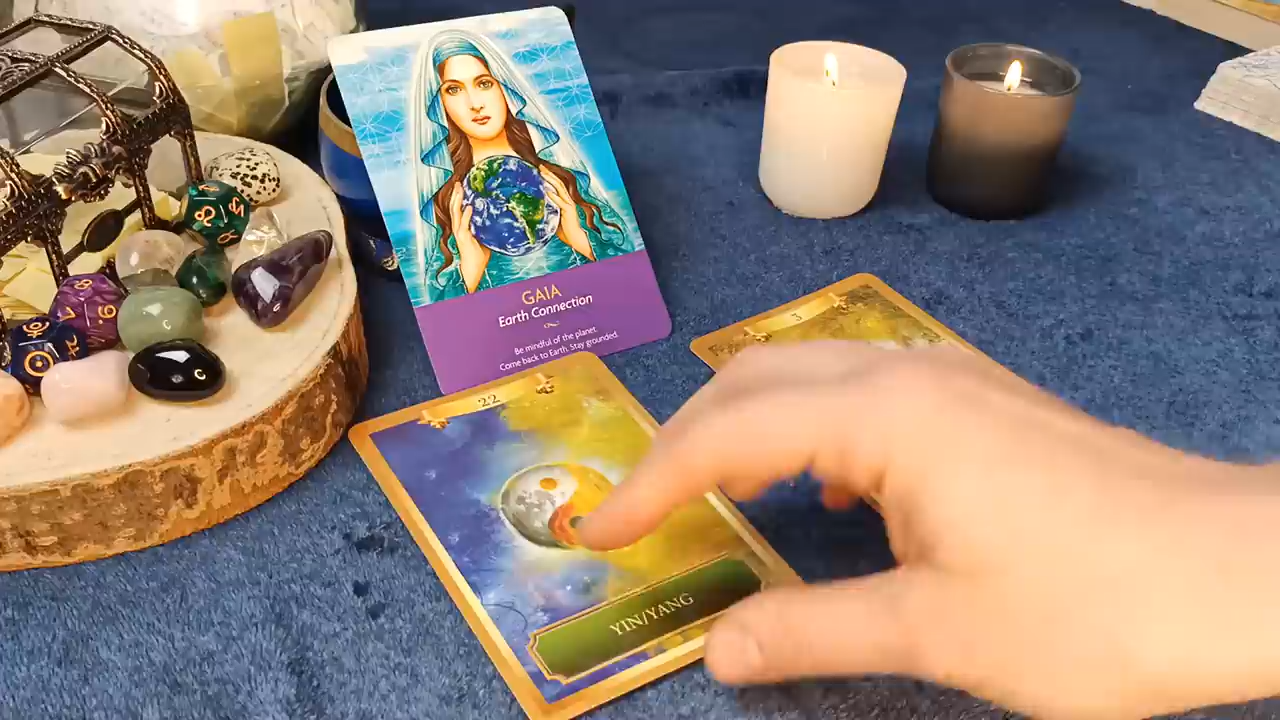 GAIA
Earth Connection
Be mindful of the planet.
Come back to Earth. Stay grounded.
22
YIN/YANG
3
C
C